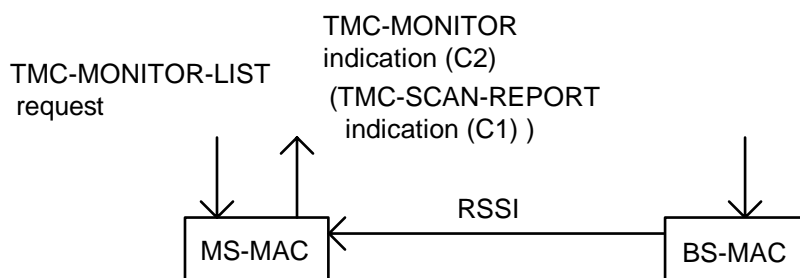 TMC-MONITOR
indication (C2)
TMC-MONITOR-LIST
request
(TMC-SCAN-REPORT
indication (C1) )
RSSI
MS-MAC
BS-MAC